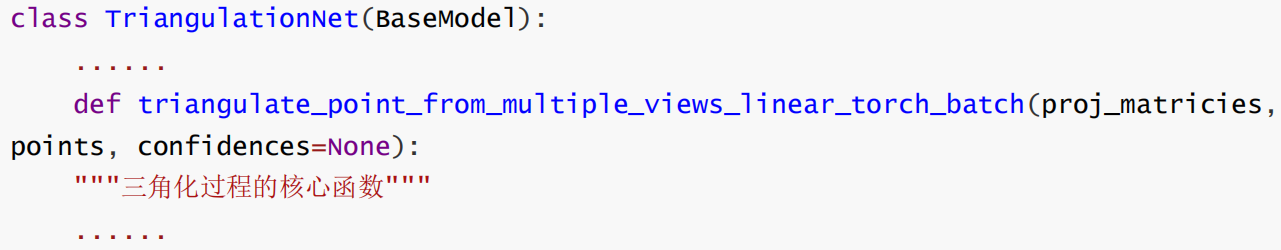 class TriangulationNet(BaseModel):
......
def triangulate_point_from_multiple_views_linear_torch_batch(proj_matricies,
points, confidences=None):
"""三角化过程的核心函数"""
......